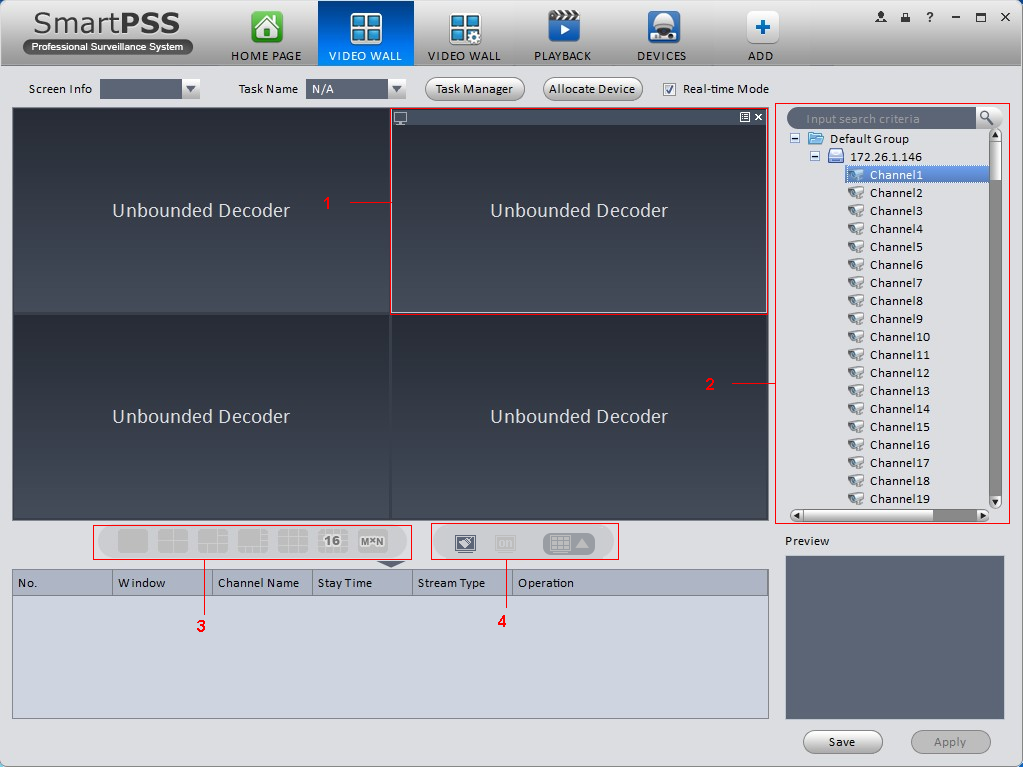 SmartPSS
Professional Surveillance System
HOME PAGE
VIDEO WALL
VIDEO WALL
PLAYBACK
DEVICES
ADD
?
Screen Info
Task Name
N/A
Task Manager
Allocate Device
Real-time Mode
Input search criteria
Default Group
172.26.1.146
Channel1
Channel2
Channel3
Channel4
Channel5
Channel6
Channel7
Channel8
Channel9
Channel10
Channel11
Channel12
Channel13
Channel14
Channel15
Channel16
Channel17
Channel18
Channel19
Unbounded Decoder
1
Unbounded Decoder
2
Unbounded Decoder
Unbounded Decoder
16
M×N
Preview
No.
Window
Channel Name
Stay Time
Stream Type
Operation
3
4
Save
Apply